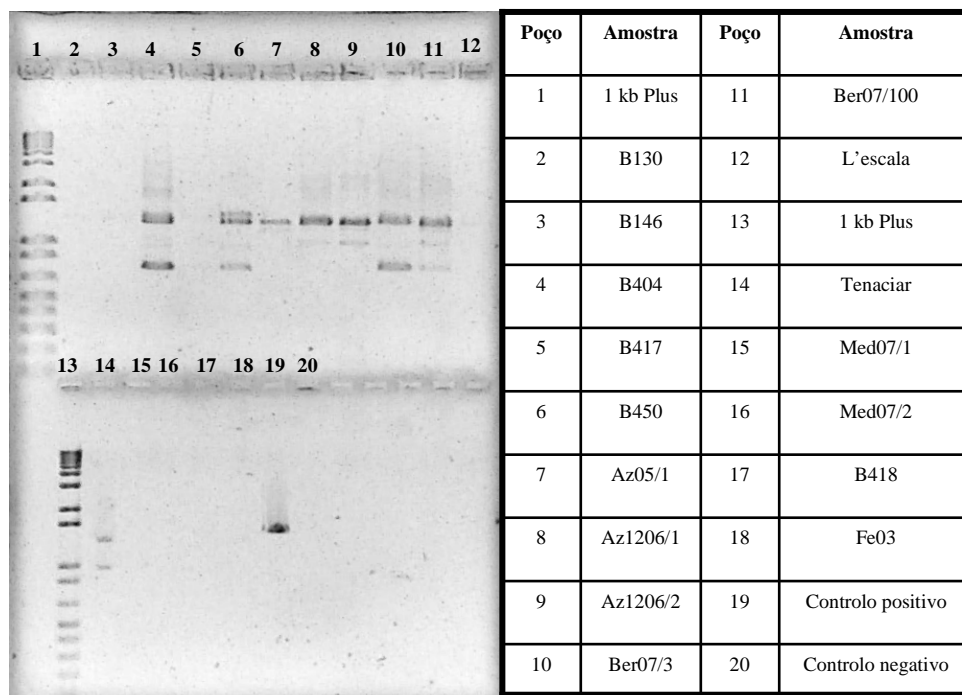 1 2 3 4 5 6 7 8 9 10 11 12
13 14 15 16 17 18 19 20
Poço Amostra Poço Amostra
1 1 kb Plus 11 Ber07/100
2 B130 12 L'escala
3 B146 13 1 kb Plus
4 B404 14 Tenaciar
5 B417 15 Med07/1
6 B450 16 Med07/2
7 Az05/1 17 B418
8 Az1206/1 18 Fe03
9 Az1206/2 19 Controlo positivo
10 Ber07/3 20 Controlo negativo